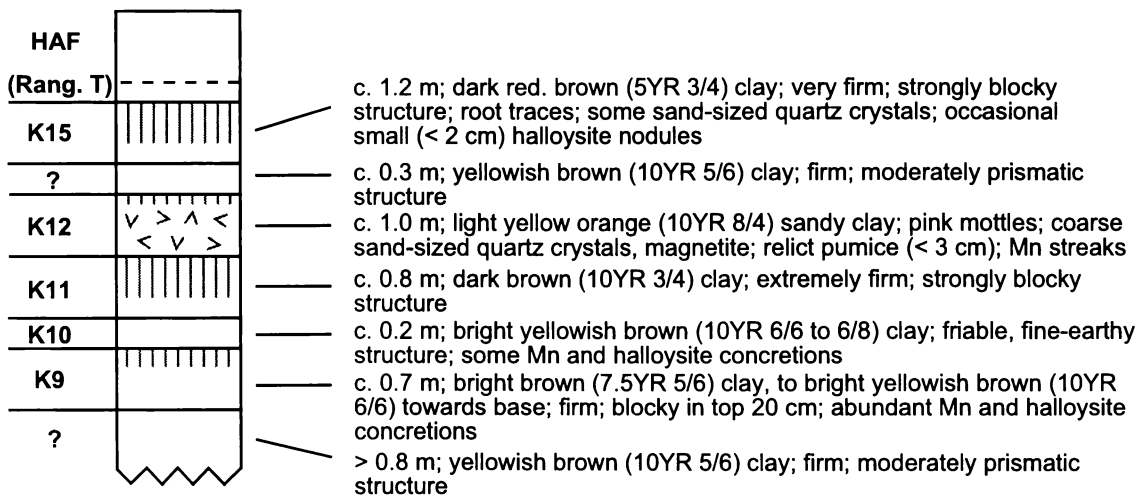 HAF
(Rang. T)
c. 1.2 m; dark red. brown (5YR 3/4) clay; very firm; strongly blocky
structure; root traces; some sand-sized quartz crystals; occasional
small (< 2 cm) halloysite nodules
K15
?
c. 0.3 m; yellowish brown (10YR 5/6) clay; firm; moderately prismatic
structure
K12
c. 1.0 m; light yellow orange (10YR 8/4) sandy clay; pink mottles; coarse
sand-sized quartz crystals, magnetite; relict pumice (< 3 cm); Mn streaks
K11
c. 0.8 m; dark brown (10YR 3/4) clay; extremely firm; strongly blocky
structure
K10
c. 0.2 m; bright yellowish brown (10YR 6/6 to 6/8) clay; friable, fine-earthy
structure; some Mn and halloysite concretions
K9
c. 0.7 m; bright brown (7.5YR 5/6) clay, to bright yellowish brown (10YR
6/6) towards base; firm; blocky in top 20 cm; abundant Mn and halloysite
concretions
?
> 0.8 m; yellowish brown (10YR 5/6) clay; firm; moderately prismatic
structure